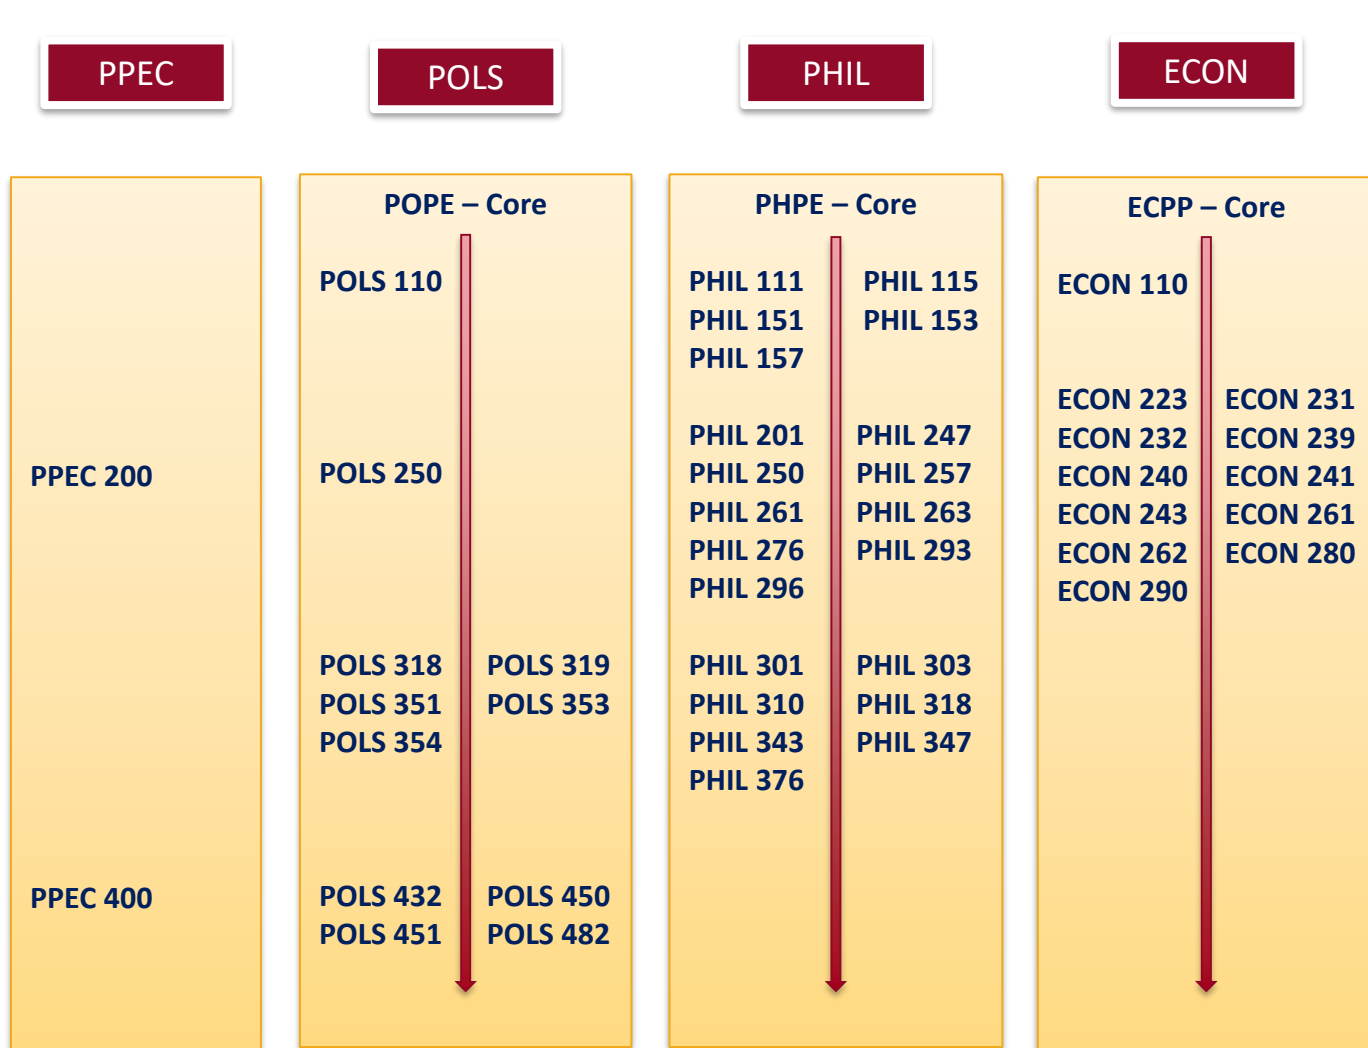 PPEC
POLS
PHIL
ECON
PPEC 200
PPEC 400
POPE – Core
POLS 110
POLS 250
POLS 318 POLS 319
POLS 351 POLS 353
POLS 354
POLS 432 POLS 450
POLS 451 POLS 482
PHPE – Core
PHIL 111 PHIL 115
PHIL 151 PHIL 153
PHIL 157
PHIL 201 PHIL 247
PHIL 250 PHIL 257
PHIL 261 PHIL 263
PHIL 276 PHIL 293
PHIL 296
PHIL 301 PHIL 303
PHIL 310 PHIL 318
PHIL 343 PHIL 347
PHIL 376
ECPP – Core
ECON 110
ECON 223 ECON 231
ECON 232 ECON 239
ECON 240 ECON 241
ECON 243 ECON 261
ECON 262 ECON 280
ECON 290